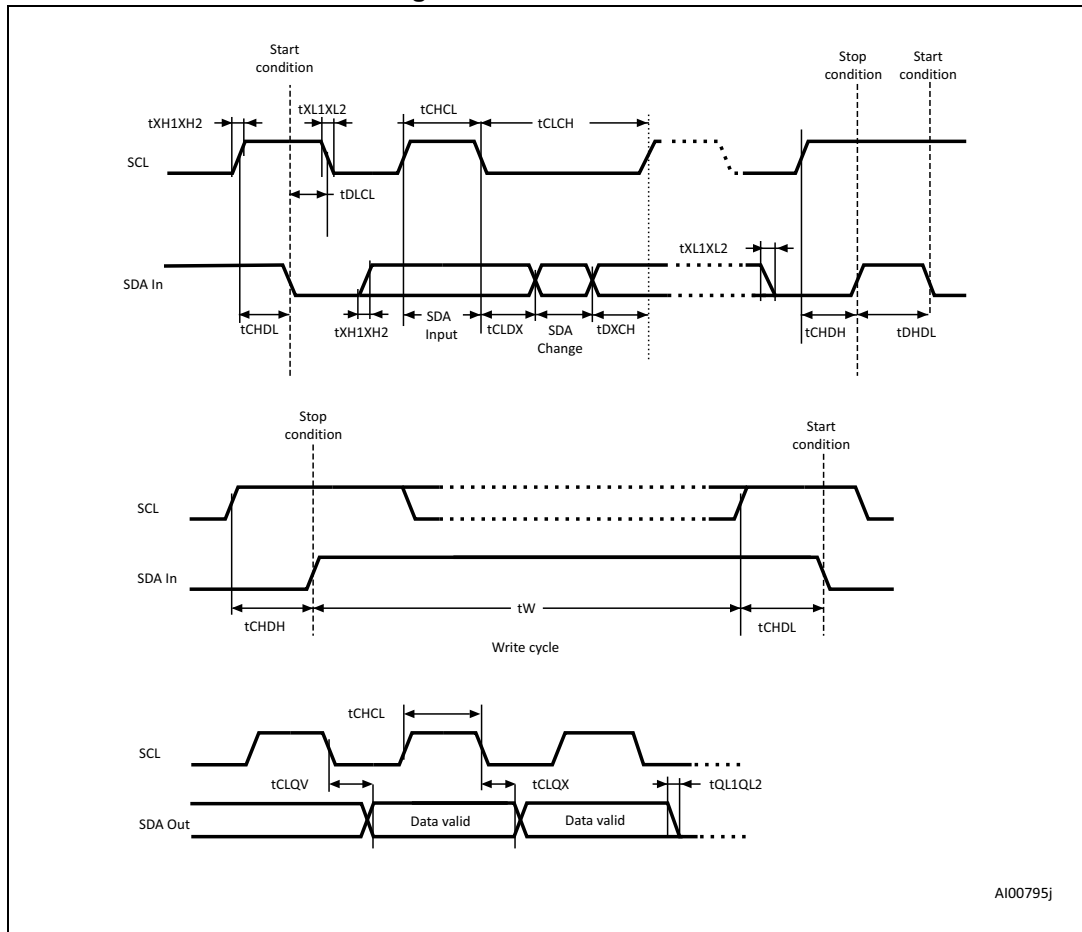 Start
condition
Stop
condition
Start
condition
tXH1XH2
tXL1XL2
tCHCL
tCLCH
SCL
tDLCL
tXL1XL2
SDA In
tCHDL
tXH1XH2
SDA
Input
tCLDX
SDA
Change
tDXCH
tCHDH
tDHDL
Stop
condition
Start
condition
SCL
SDA In
tCHDH
tW
tCHDL
Write cycle
tCHCL
SCL
tCLQV
tCLQX
tQL1QL2
SDA Out
Data valid
Data valid
AI00795j